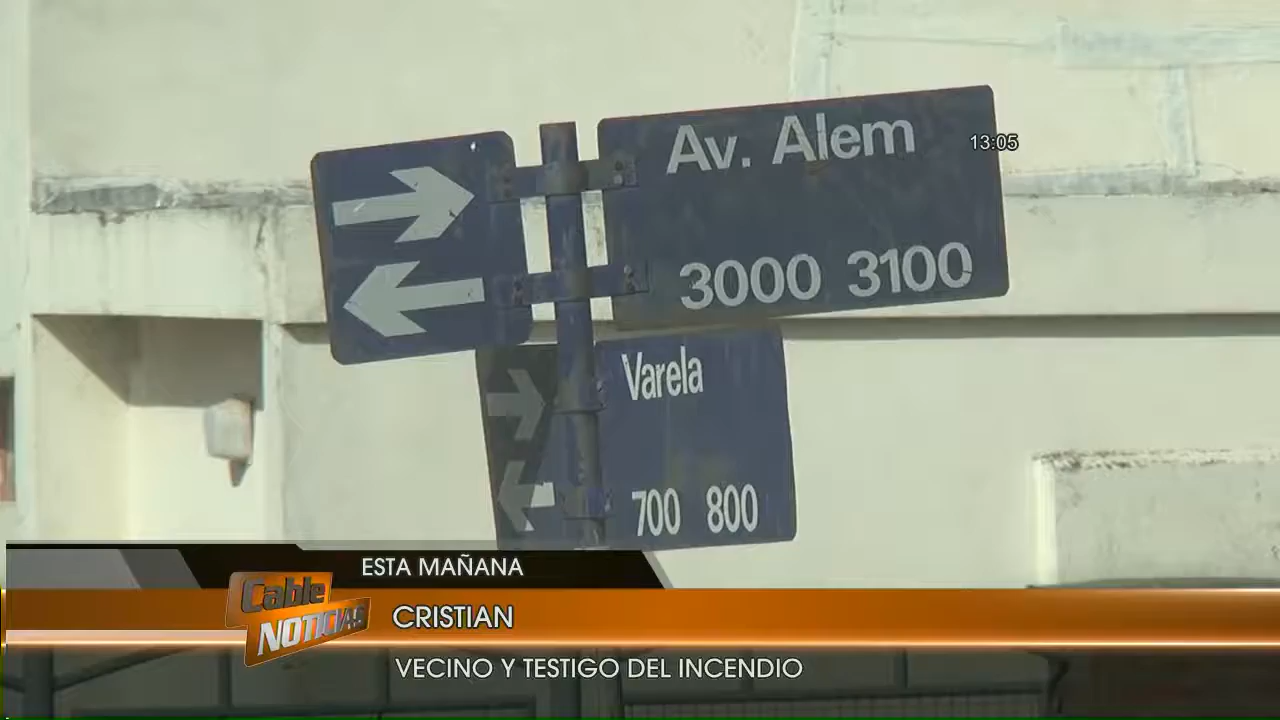 Av. Alem
13:05
3000 3100
Varela
700 800
ESTA MAÑANA
Cable
NOTICIAS
CRISTIAN
VECINO Y TESTIGO DEL INCENDIO